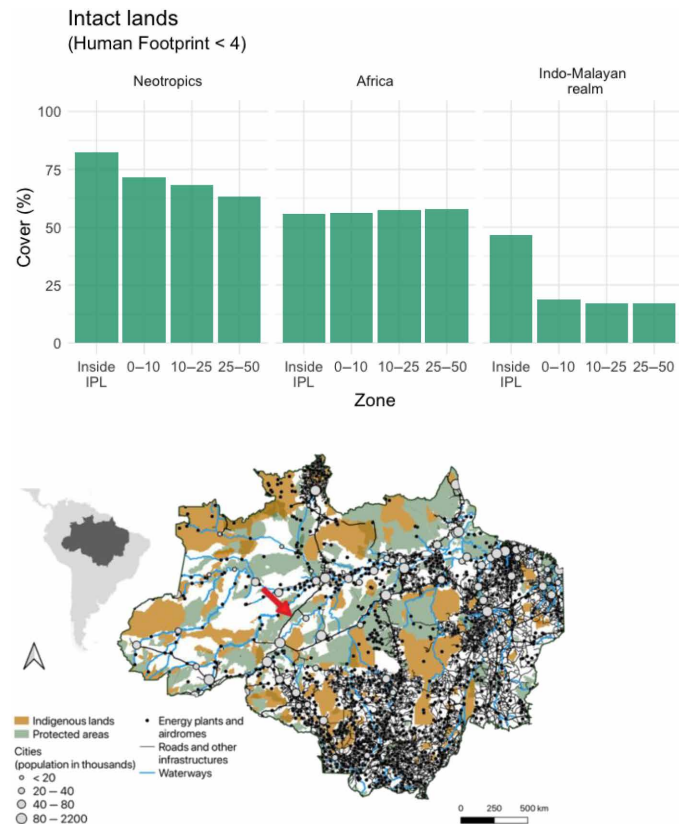 Intact lands
(Human Footprint < 4)
Neotropics
Africa
Indo-Malayan
realm
100
75
50
25
0
Cover (%)
Inside
IPL
0–10
10–25
25–50
Inside
IPL
0–10
10–25
25–50
Inside
IPL
0–10
10–25
25–50
Zone
Indigenous lands
Protected areas
Cities
(population in thousands)
< 20
20 – 40
40 – 80
80 – 2200
Energy plants and
airdromes
Roads and other
infrastructures
Waterways
0
250
500 km